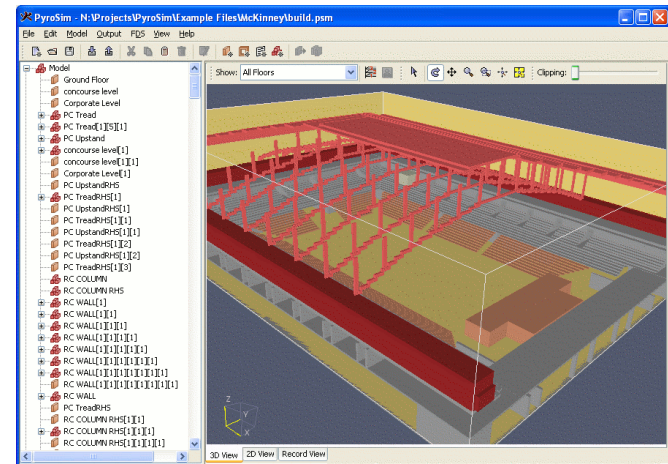 PyroSim - N:\Projects\PyroSim\Example Files\McKinney\build.psm
File Edit Model Output FDS View Help
Show: All Floors Clipping:
Model
Ground Floor
concourse level
Corporate Level
PC Tread
PC Tread[1][5][1]
PC Upstand
concourse level[1]
concourse level[1][1]
Corporate Level[1]
PC UpstandRHS
PC TreadRHS[1]
PC UpstandRHS[1]
PC TreadRHS[1][1]
PC UpstandRHS[1][1]
PC TreadRHS[1][2]
PC UpstandRHS[1][2]
PC TreadRHS[1][3]
RC COLUMN
RC COLUMN RHS
RC WALL[1]
RC WALL[1][1]
RC WALL[1][1][1]
RC WALL[1][1][1][1]
RC WALL[1][1][1][1][1]
RC WALL[1][1][1][1][1][1]
RC WALL[1][1][1][1][1][1][1]
RC WALL
PC TreadRHS
RC COLUMN RHS[1][1]
RC COLUMN RHS[1][1][1]
RC COLUMN RHS[1][1][1][1]
Z
Y
X
3D View 2D View Record View